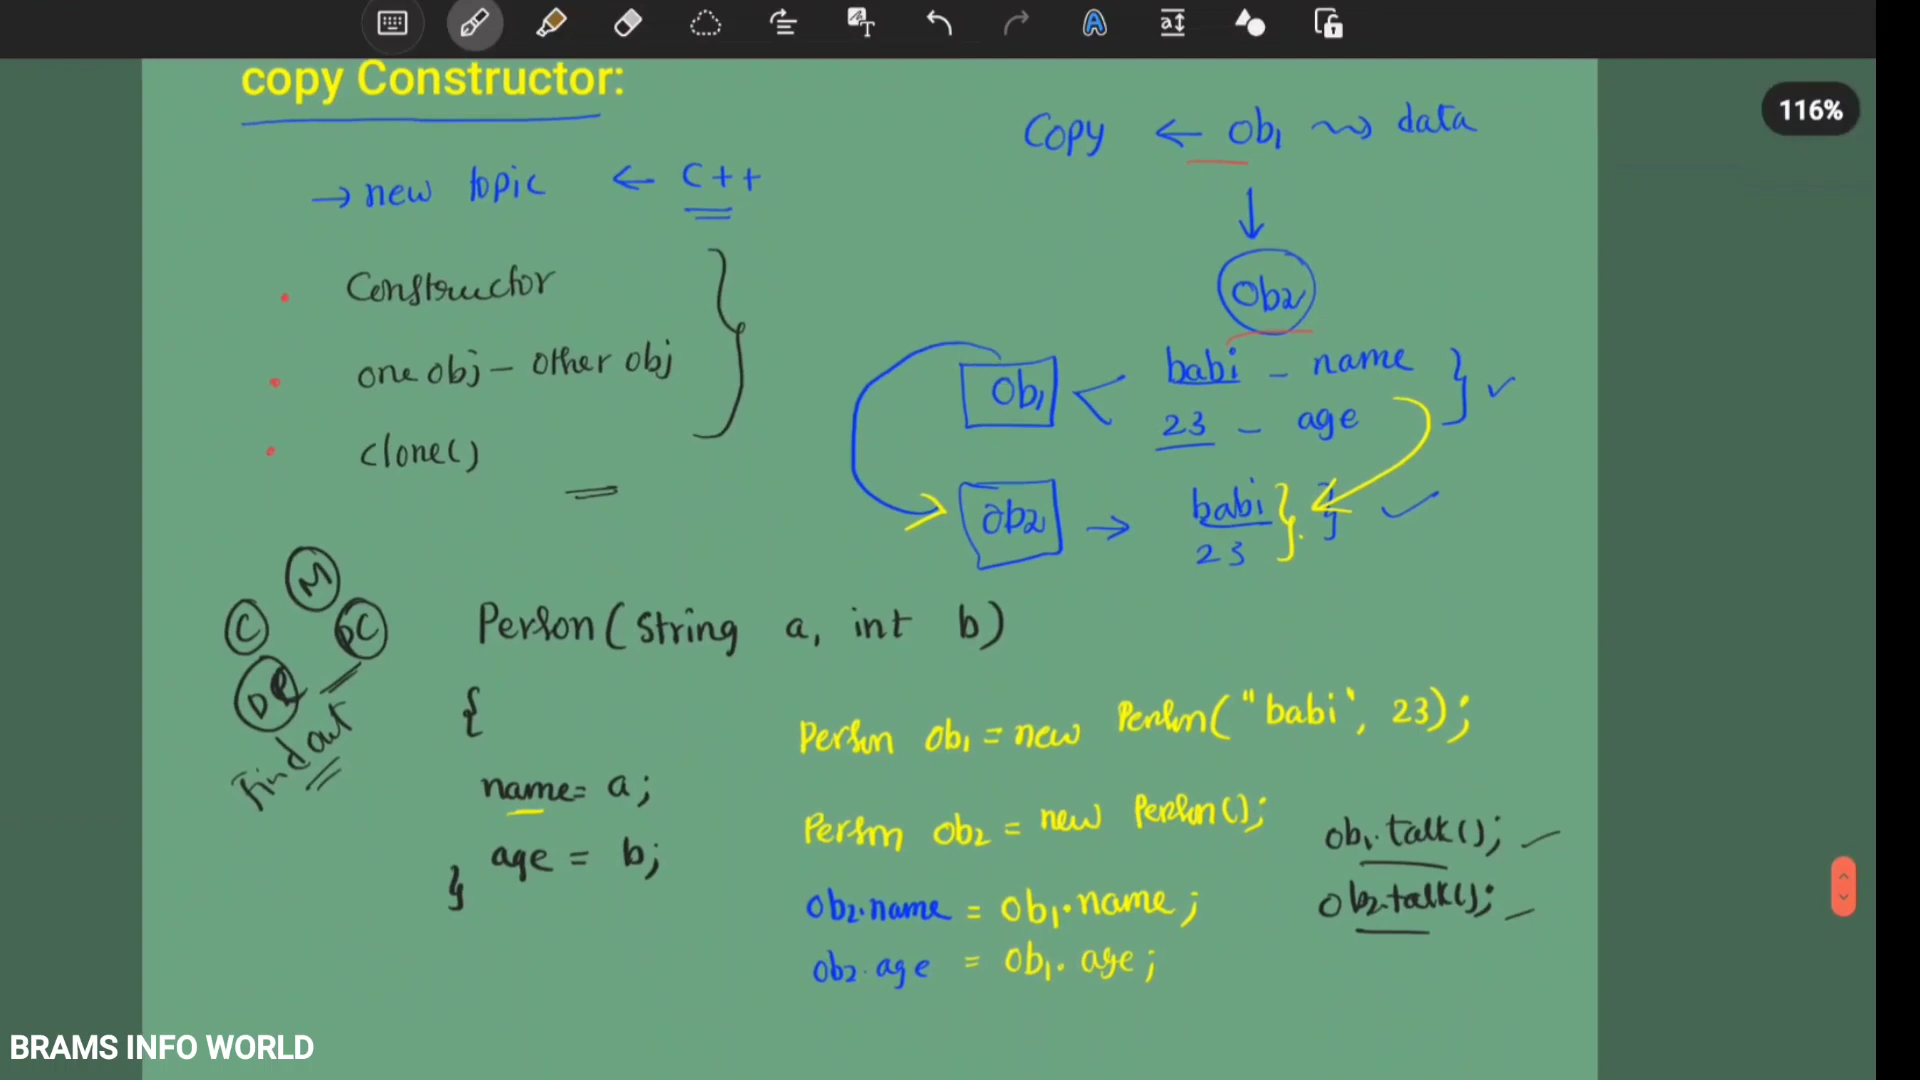 116%
copy Constructor:
→ new topic ← C++
• Constructor
• one obj – other obj
• clone()
Copy ← ob1 ⇝ data
↓
ob2
ob1 < babi – name } ✓
23 – age
ob2 → babi } } ✓
23
M
C
DC
Find out
Person(String a, int b)
{
name= a;
age = b;
}
Person ob1 = new Person("babi", 23);
Person ob2 = new Person();
ob2.name = ob1.name;
ob2.age = ob1.age;
ob1.talk();
ob2.talk();
BRAMS INFO WORLD